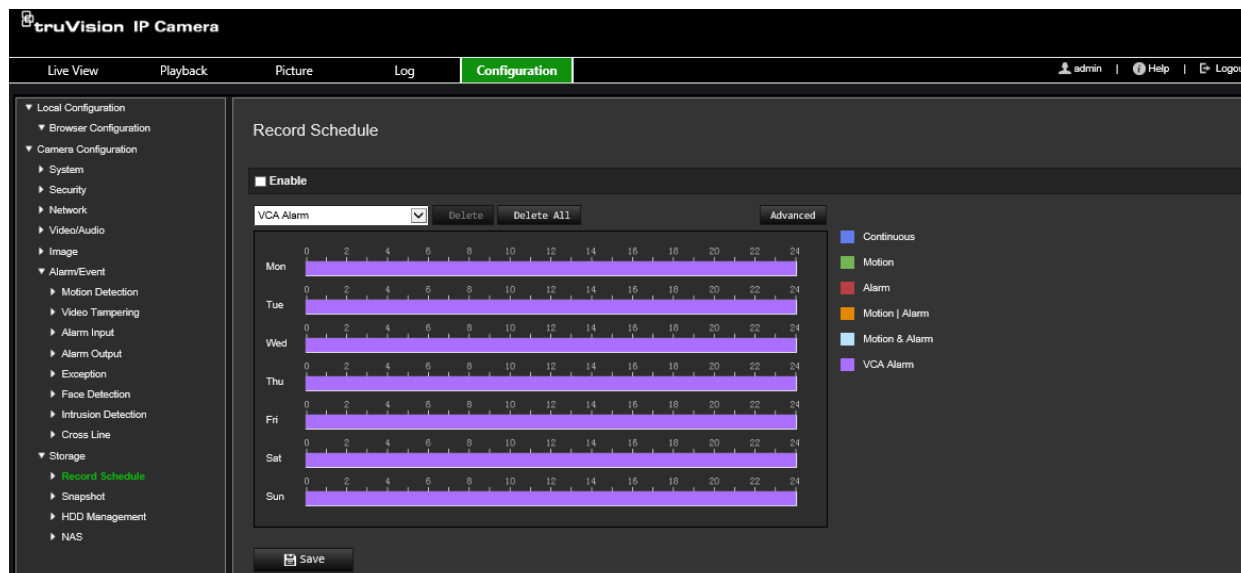 truVision IP Camera
Live View Playback Picture Log Configuration admin | Help | Logou
Local Configuration
Browser Configuration
Camera Configuration
System
Security
Network
Video/Audio
Image
Alarm/Event
Motion Detection
Video Tampering
Alarm Input
Alarm Output
Exception
Face Detection
Intrusion Detection
Cross Line
Storage
Record Schedule
Snapshot
HDD Management
NAS
Record Schedule
Enable
VCA Alarm Delete Delete All Advanced
0 2 4 6 8 10 12 14 16 18 20 22 24
Mon
0 2 4 6 8 10 12 14 16 18 20 22 24
Tue
0 2 4 6 8 10 12 14 16 18 20 22 24
Wed
0 2 4 6 8 10 12 14 16 18 20 22 24
Thu
0 2 4 6 8 10 12 14 16 18 20 22 24
Fri
0 2 4 6 8 10 12 14 16 18 20 22 24
Sat
0 2 4 6 8 10 12 14 16 18 20 22 24
Sun
Continuous
Motion
Alarm
Motion | Alarm
Motion & Alarm
VCA Alarm
Save